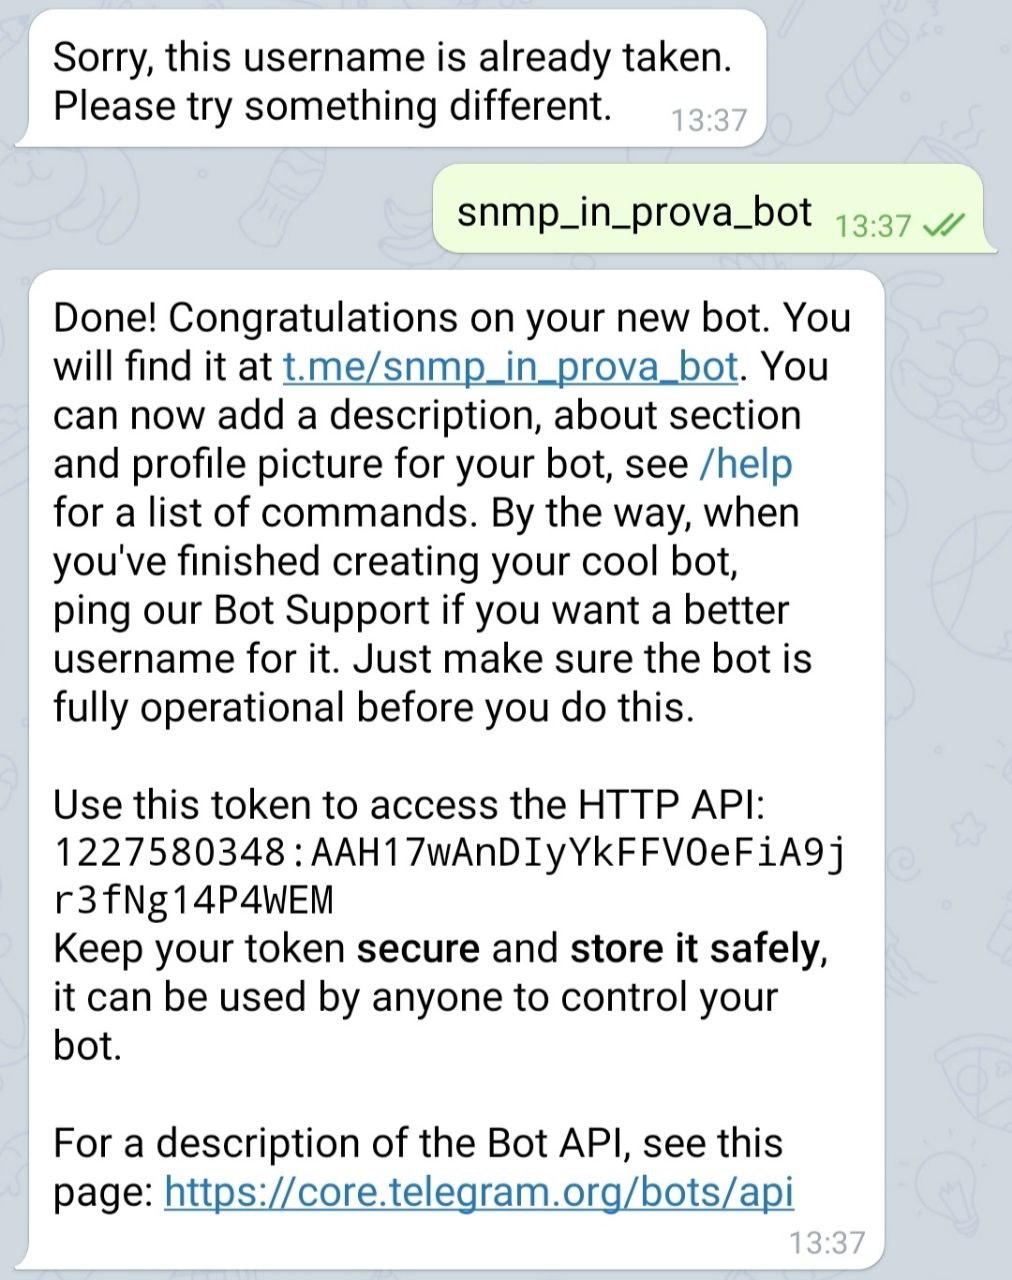 Sorry, this username is already taken.
Please try something different.
13:37
snmp_in_prova_bot
13:37
Done! Congratulations on your new bot. You
will find it at t.me/snmp_in_prova_bot. You
can now add a description, about section
and profile picture for your bot, see /help
for a list of commands. By the way, when
you've finished creating your cool bot,
ping our Bot Support if you want a better
username for it. Just make sure the bot is
fully operational before you do this.
Use this token to access the HTTP API:
1227580348:AAH17wAnDIyYkFFVOeFiA9j
r3fNg14P4WEM
Keep your token secure and store it safely,
it can be used by anyone to control your
bot.
For a description of the Bot API, see this
page: https://core.telegram.org/bots/api
13:37